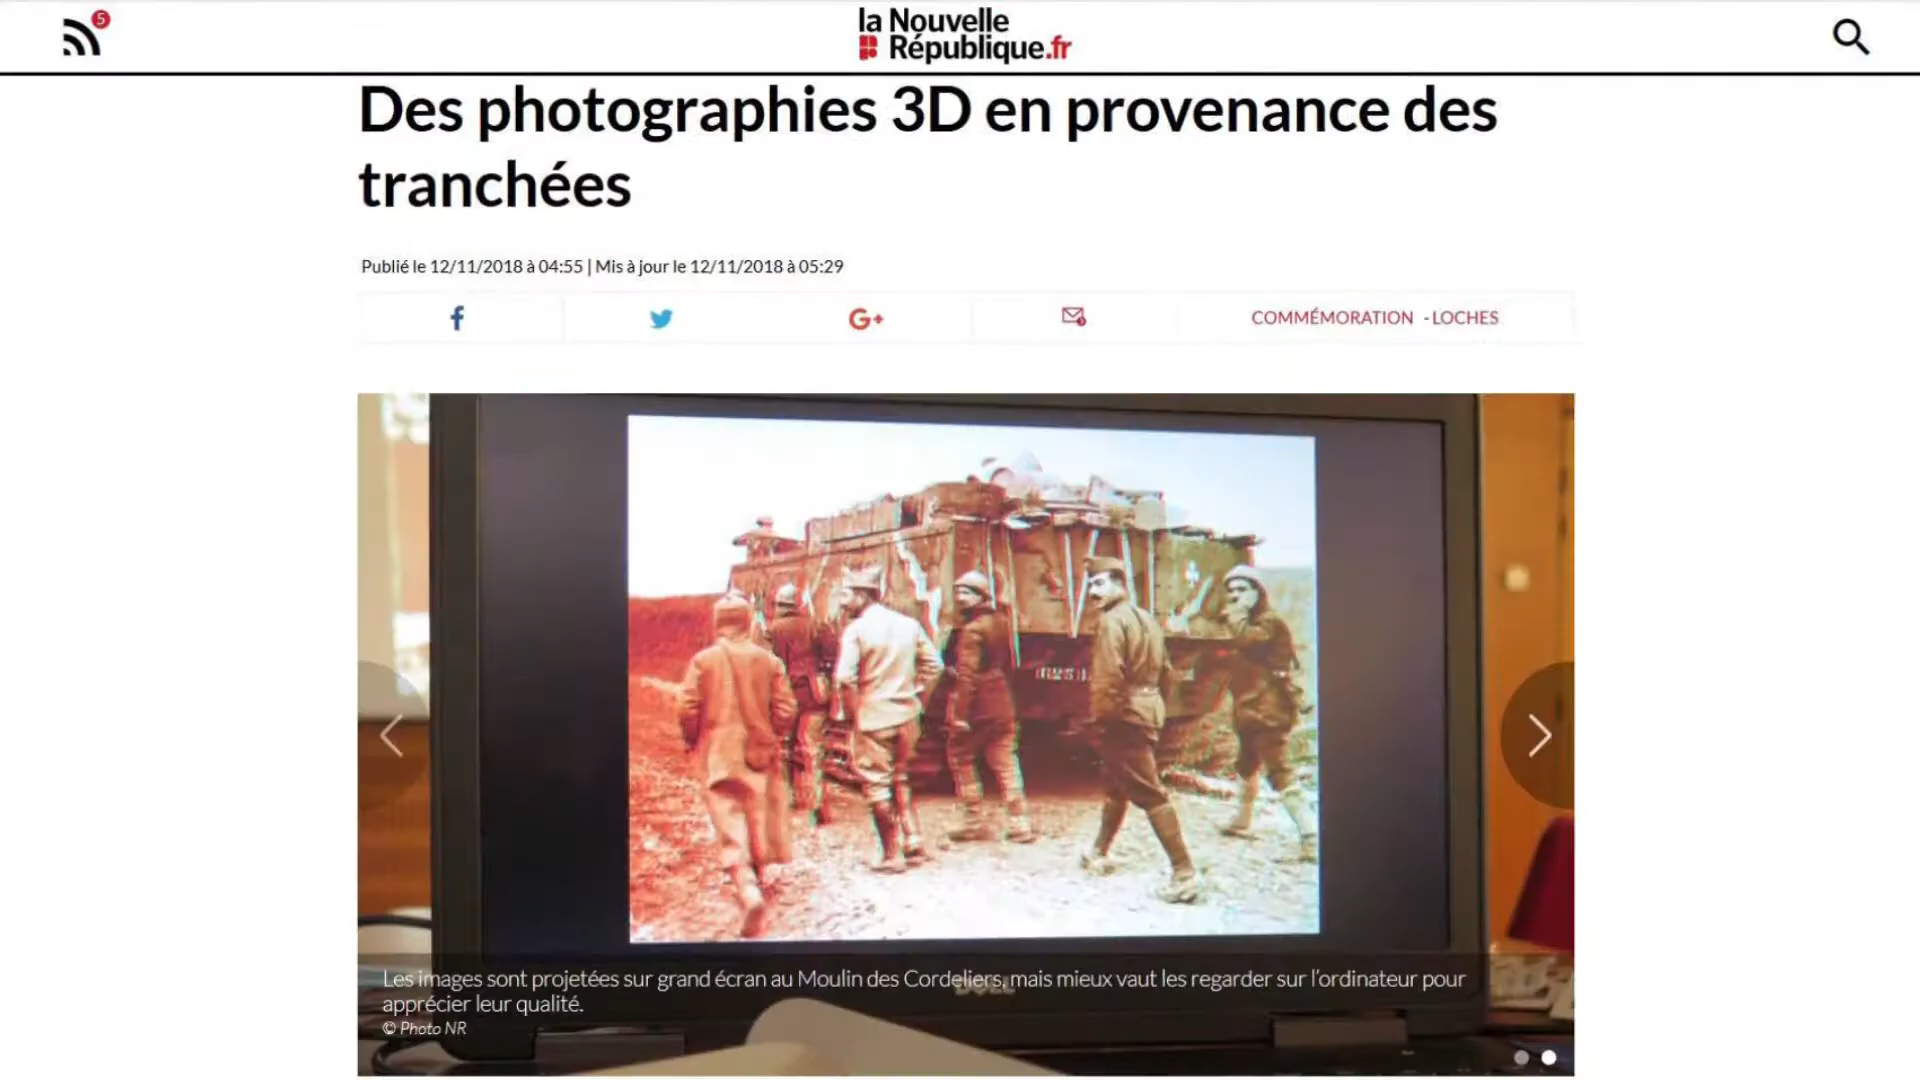 5
la Nouvelle
République.fr
Des photographies 3D en provenance des
tranchées
Publié le 12/11/2018 à 04:55 | Mis à jour le 12/11/2018 à 05:29
COMMÉMORATION - LOCHES
Les images sont projetées sur grand écran au Moulin des Cordeliers, mais mieux vaut les regarder sur l'ordinateur pour
apprécier leur qualité.
© Photo NR